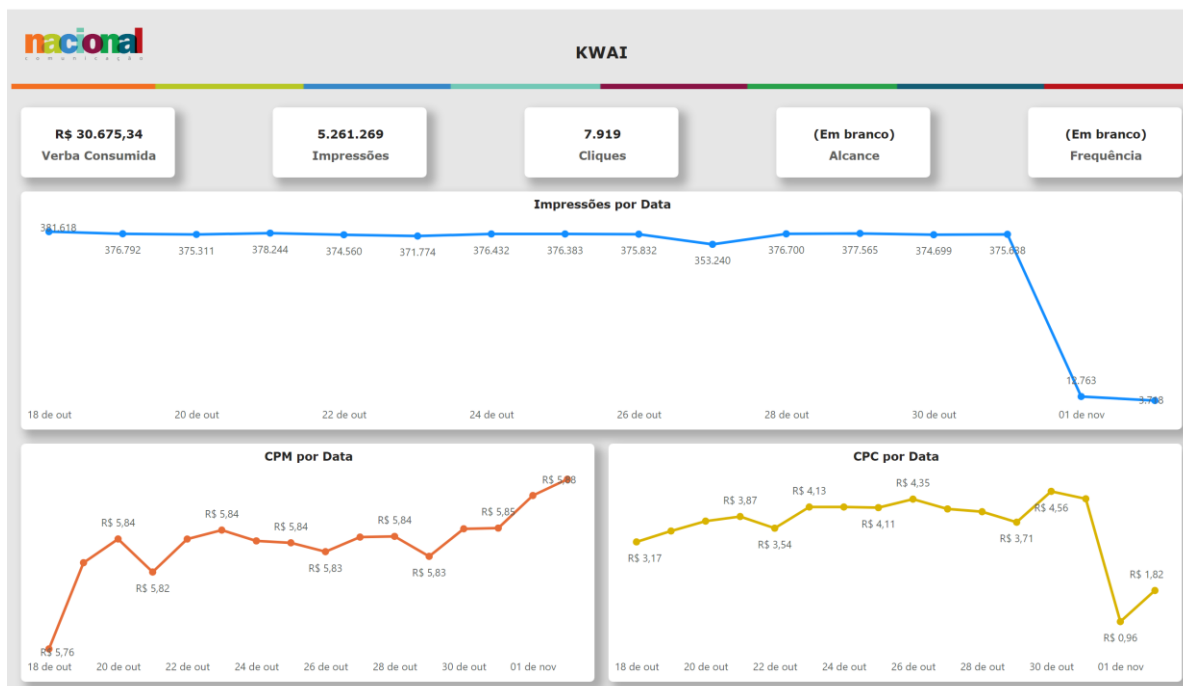 nacional
comunicação
KWAI
R$ 30.675,34
Verba Consumida
5.261.269
Impressões
7.919
Cliques
(Em branco)
Alcance
(Em branco)
Frequência
Impressões por Data
381.618
376.792
375.311
378.244
374.560
371.774
376.432
376.383
375.832
353.240
376.700
377.565
374.699
12.763
18 de out
20 de out
22 de out
24 de out
26 de out
28 de out
30 de out
01 de nov
CPM por Data
R$ 5,76
R$ 5,84
R$ 5,82
R$ 5,84
R$ 5,84
R$ 5,83
R$ 5,84
R$ 5,83
R$ 5,85
18 de out
20 de out
22 de out
24 de out
26 de out
28 de out
30 de out
01 de nov
CPC por Data
R$ 3,17
R$ 3,87
R$ 3,54
R$ 4,13
R$ 4,11
R$ 4,35
R$ 3,71
R$ 4,56
R$ 0,96
R$ 1,82
18 de out
20 de out
22 de out
24 de out
26 de out
28 de out
30 de out
01 de nov